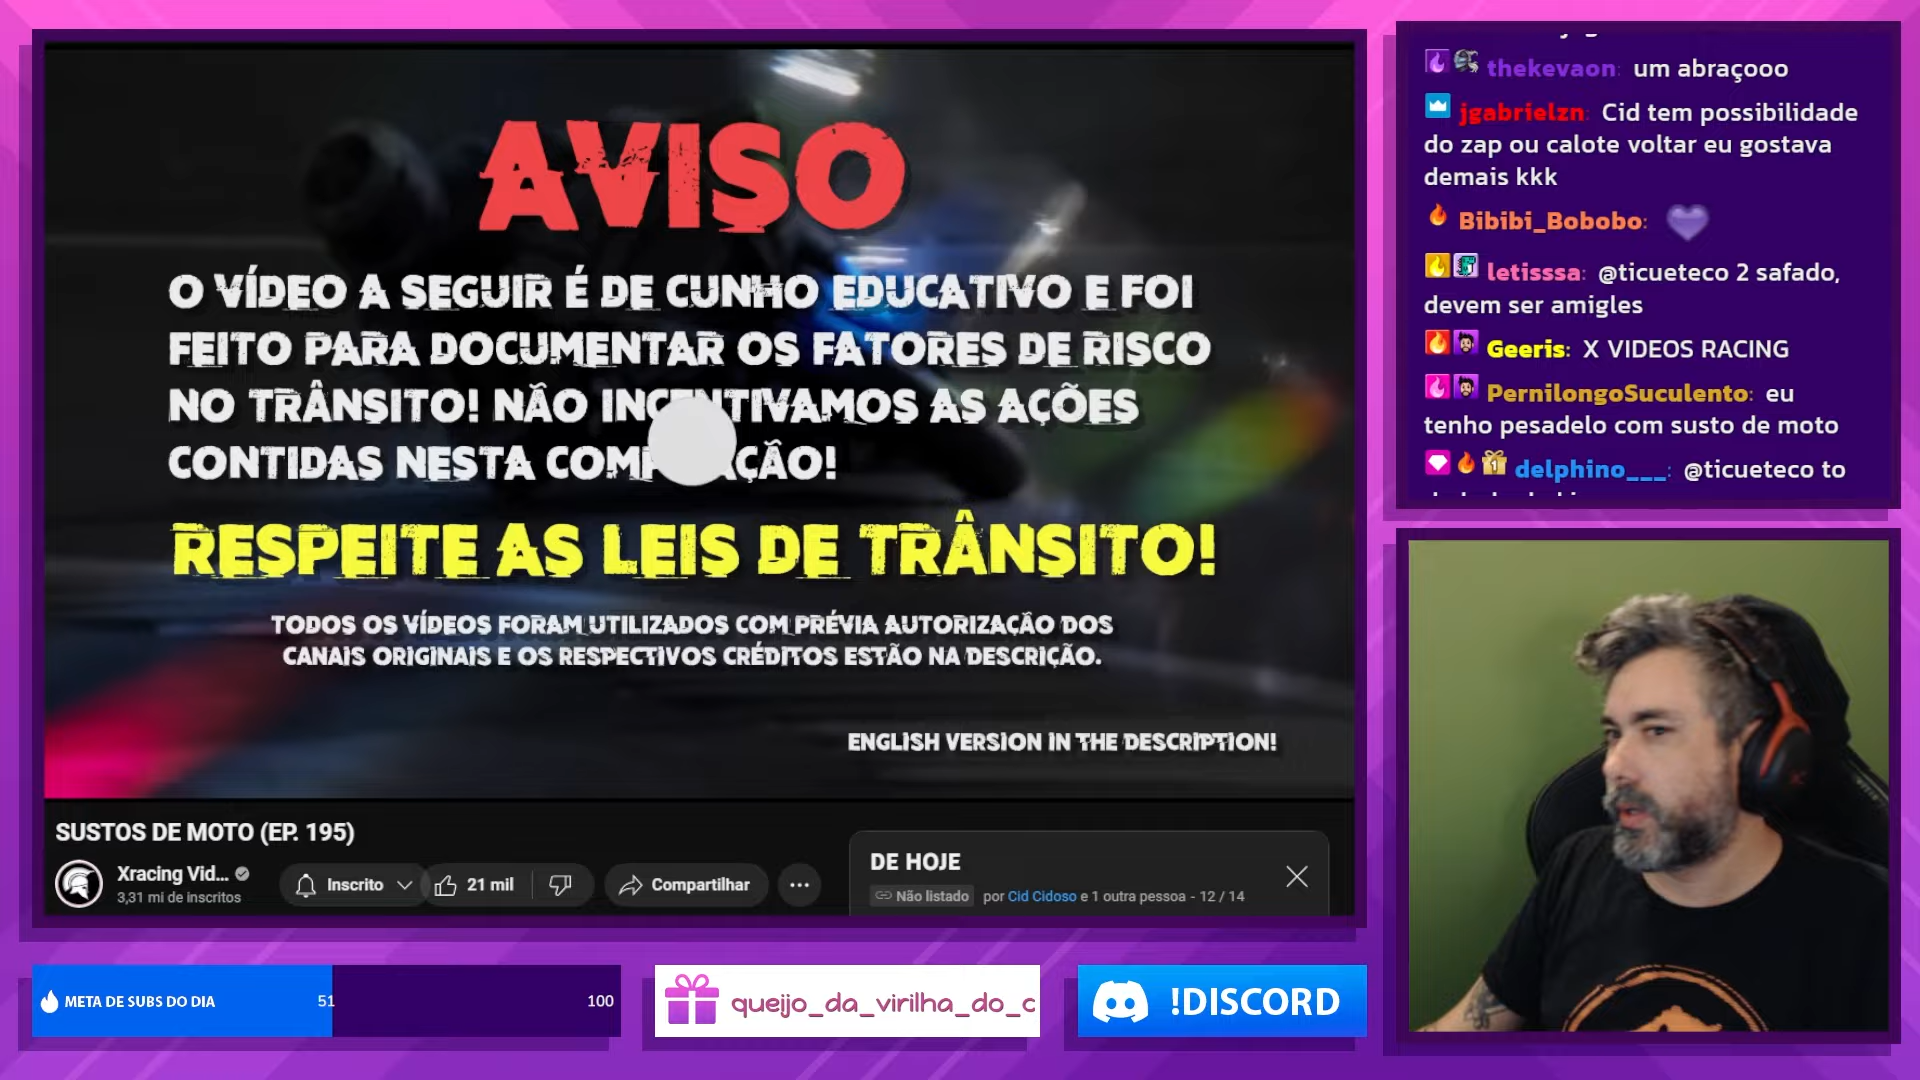 AVISO
O VÍDEO A SEGUIR É DE CUNHO EDUCATIVO E FOI
FEITO PARA DOCUMENTAR OS FATORES DE RISCO
NO TRÂNSITO! NÃO INCENTIVAMOS AS AÇÕES
CONTIDAS NESTA
RESPEITE AS LEIS DE TRÂNSITO!
TODOS OS VÍDEOS FORAM UTILIZADOS COM PRÉVIA AUTORIZAÇÃO DOS
CANAIS ORIGINAIS E OS RESPECTIVOS CRÉDITOS ESTÃO NA DESCRIÇÃO.
ENGLISH VERSION IN THE DESCRIPTION!
SUSTOS DE MOTO (EP. 195)
Xracing Vid...
3,31 mi de inscritos
Inscrito
21 mil
Compartilhar
DE HOJE
Não listado por Cid Cidoso e 1 outra pessoa - 12 / 14
thekevaon: um abraçooo
jgabrielzn: Cid tem possibilidade
do zap ou calote voltar eu gostava
demais kkk
Bibibi_Bobobo:
letisssa: @ticueteco 2 safado,
devem ser amigles
Geeris: X VIDEOS RACING
PernilongoSuculento: eu
tenho pesadelo com susto de moto
delphino___: @ticueteco to
META DE SUBS DO DIA 51 100
queijo_da_virilha_do_c
!DISCORD